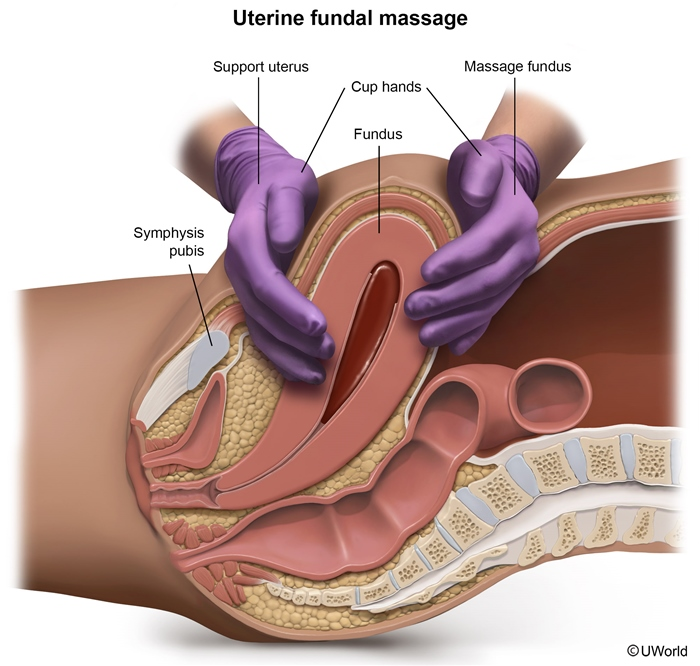 Uterine fundal massage
Support uterus
Cup hands
Massage fundus
Fundus
Symphysis
pubis
©UWorld